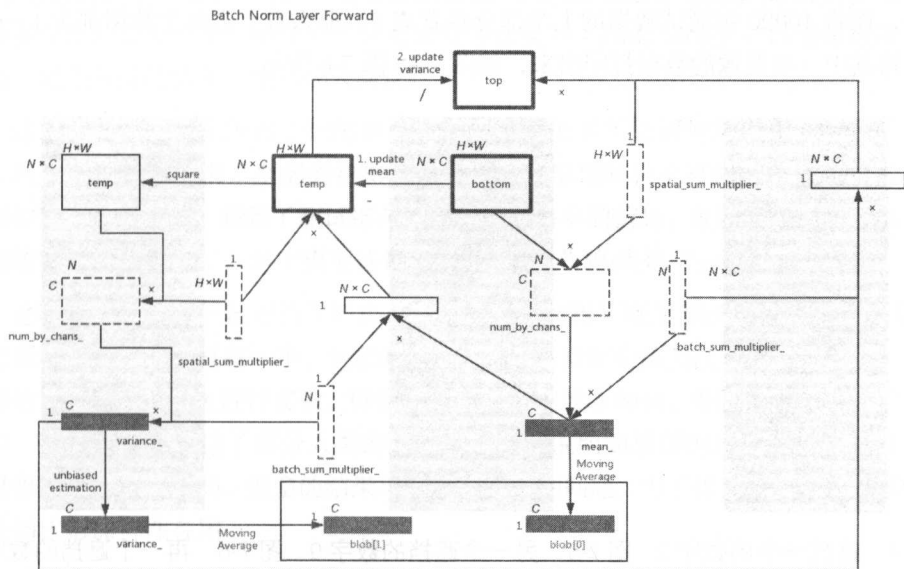 Batch Norm Layer Forward
2. update
variance
/
top
×
1
H×W
H×W
H×W
H×W
N × C
temp
square
N × C
temp
1. update
mean
-
N × C
bottom
spatial_sum_multiplier_
N × C
1
×
×
×
N
C
×
1
H×W
N × C
1
N
C
1
N
N × C
num_by_chans_
spatial_sum_multiplier_
×
num_by_chans_
batch_sum_multiplier_
1
N
C
1
×
variance_
×
C
1
mean_
batch_sum_multiplier_
unbiased
estimation
Moving
Average
C
1
variance_
Moving
Average
C
1
blob[1]
C
1
blob[0]